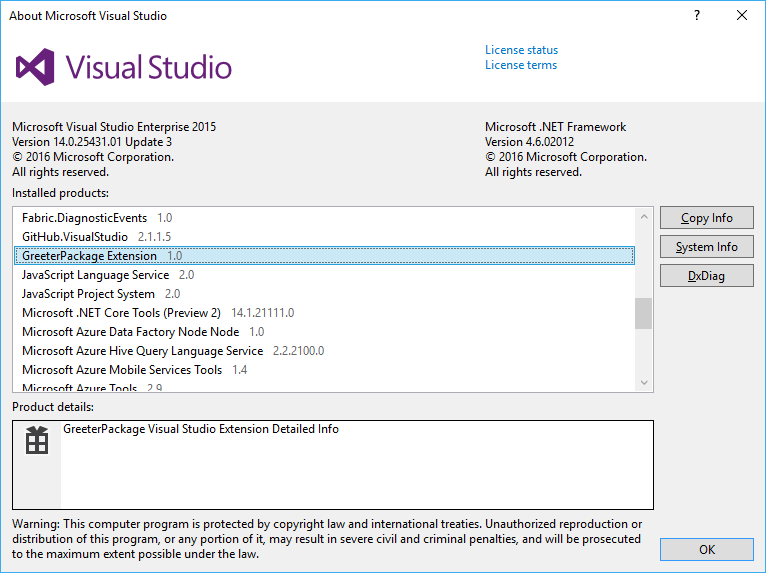 About Microsoft Visual Studio
?
Visual Studio
License status
License terms
Microsoft Visual Studio Enterprise 2015
Version 14.0.25431.01 Update 3
© 2016 Microsoft Corporation.
All rights reserved.
Microsoft .NET Framework
Version 4.6.02012
© 2016 Microsoft Corporation.
All rights reserved.
Installed products:
Fabric.DiagnosticEvents 1.0
GitHub.VisualStudio 2.1.1.5
GreeterPackage Extension 1.0
JavaScript Language Service 2.0
JavaScript Project System 2.0
Microsoft .NET Core Tools (Preview 2) 14.1.21111.0
Microsoft Azure Data Factory Node Node 1.0
Microsoft Azure Hive Query Language Service 2.2.2100.0
Microsoft Azure Mobile Services Tools 1.4
Microsoft Azure Tools 2.9
Copy Info
System Info
DxDiag
Product details:
GreeterPackage Visual Studio Extension Detailed Info
Warning: This computer program is protected by copyright law and international treaties. Unauthorized reproduction or
distribution of this program, or any portion of it, may result in severe civil and criminal penalties, and will be prosecuted
to the maximum extent possible under the law.
OK